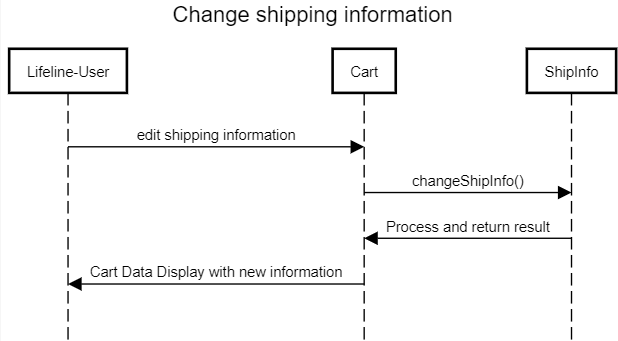 Change shipping information
Lifeline-User
Cart
ShipInfo
edit shipping information
changeShipInfo()
Process and return result
Cart Data Display with new information